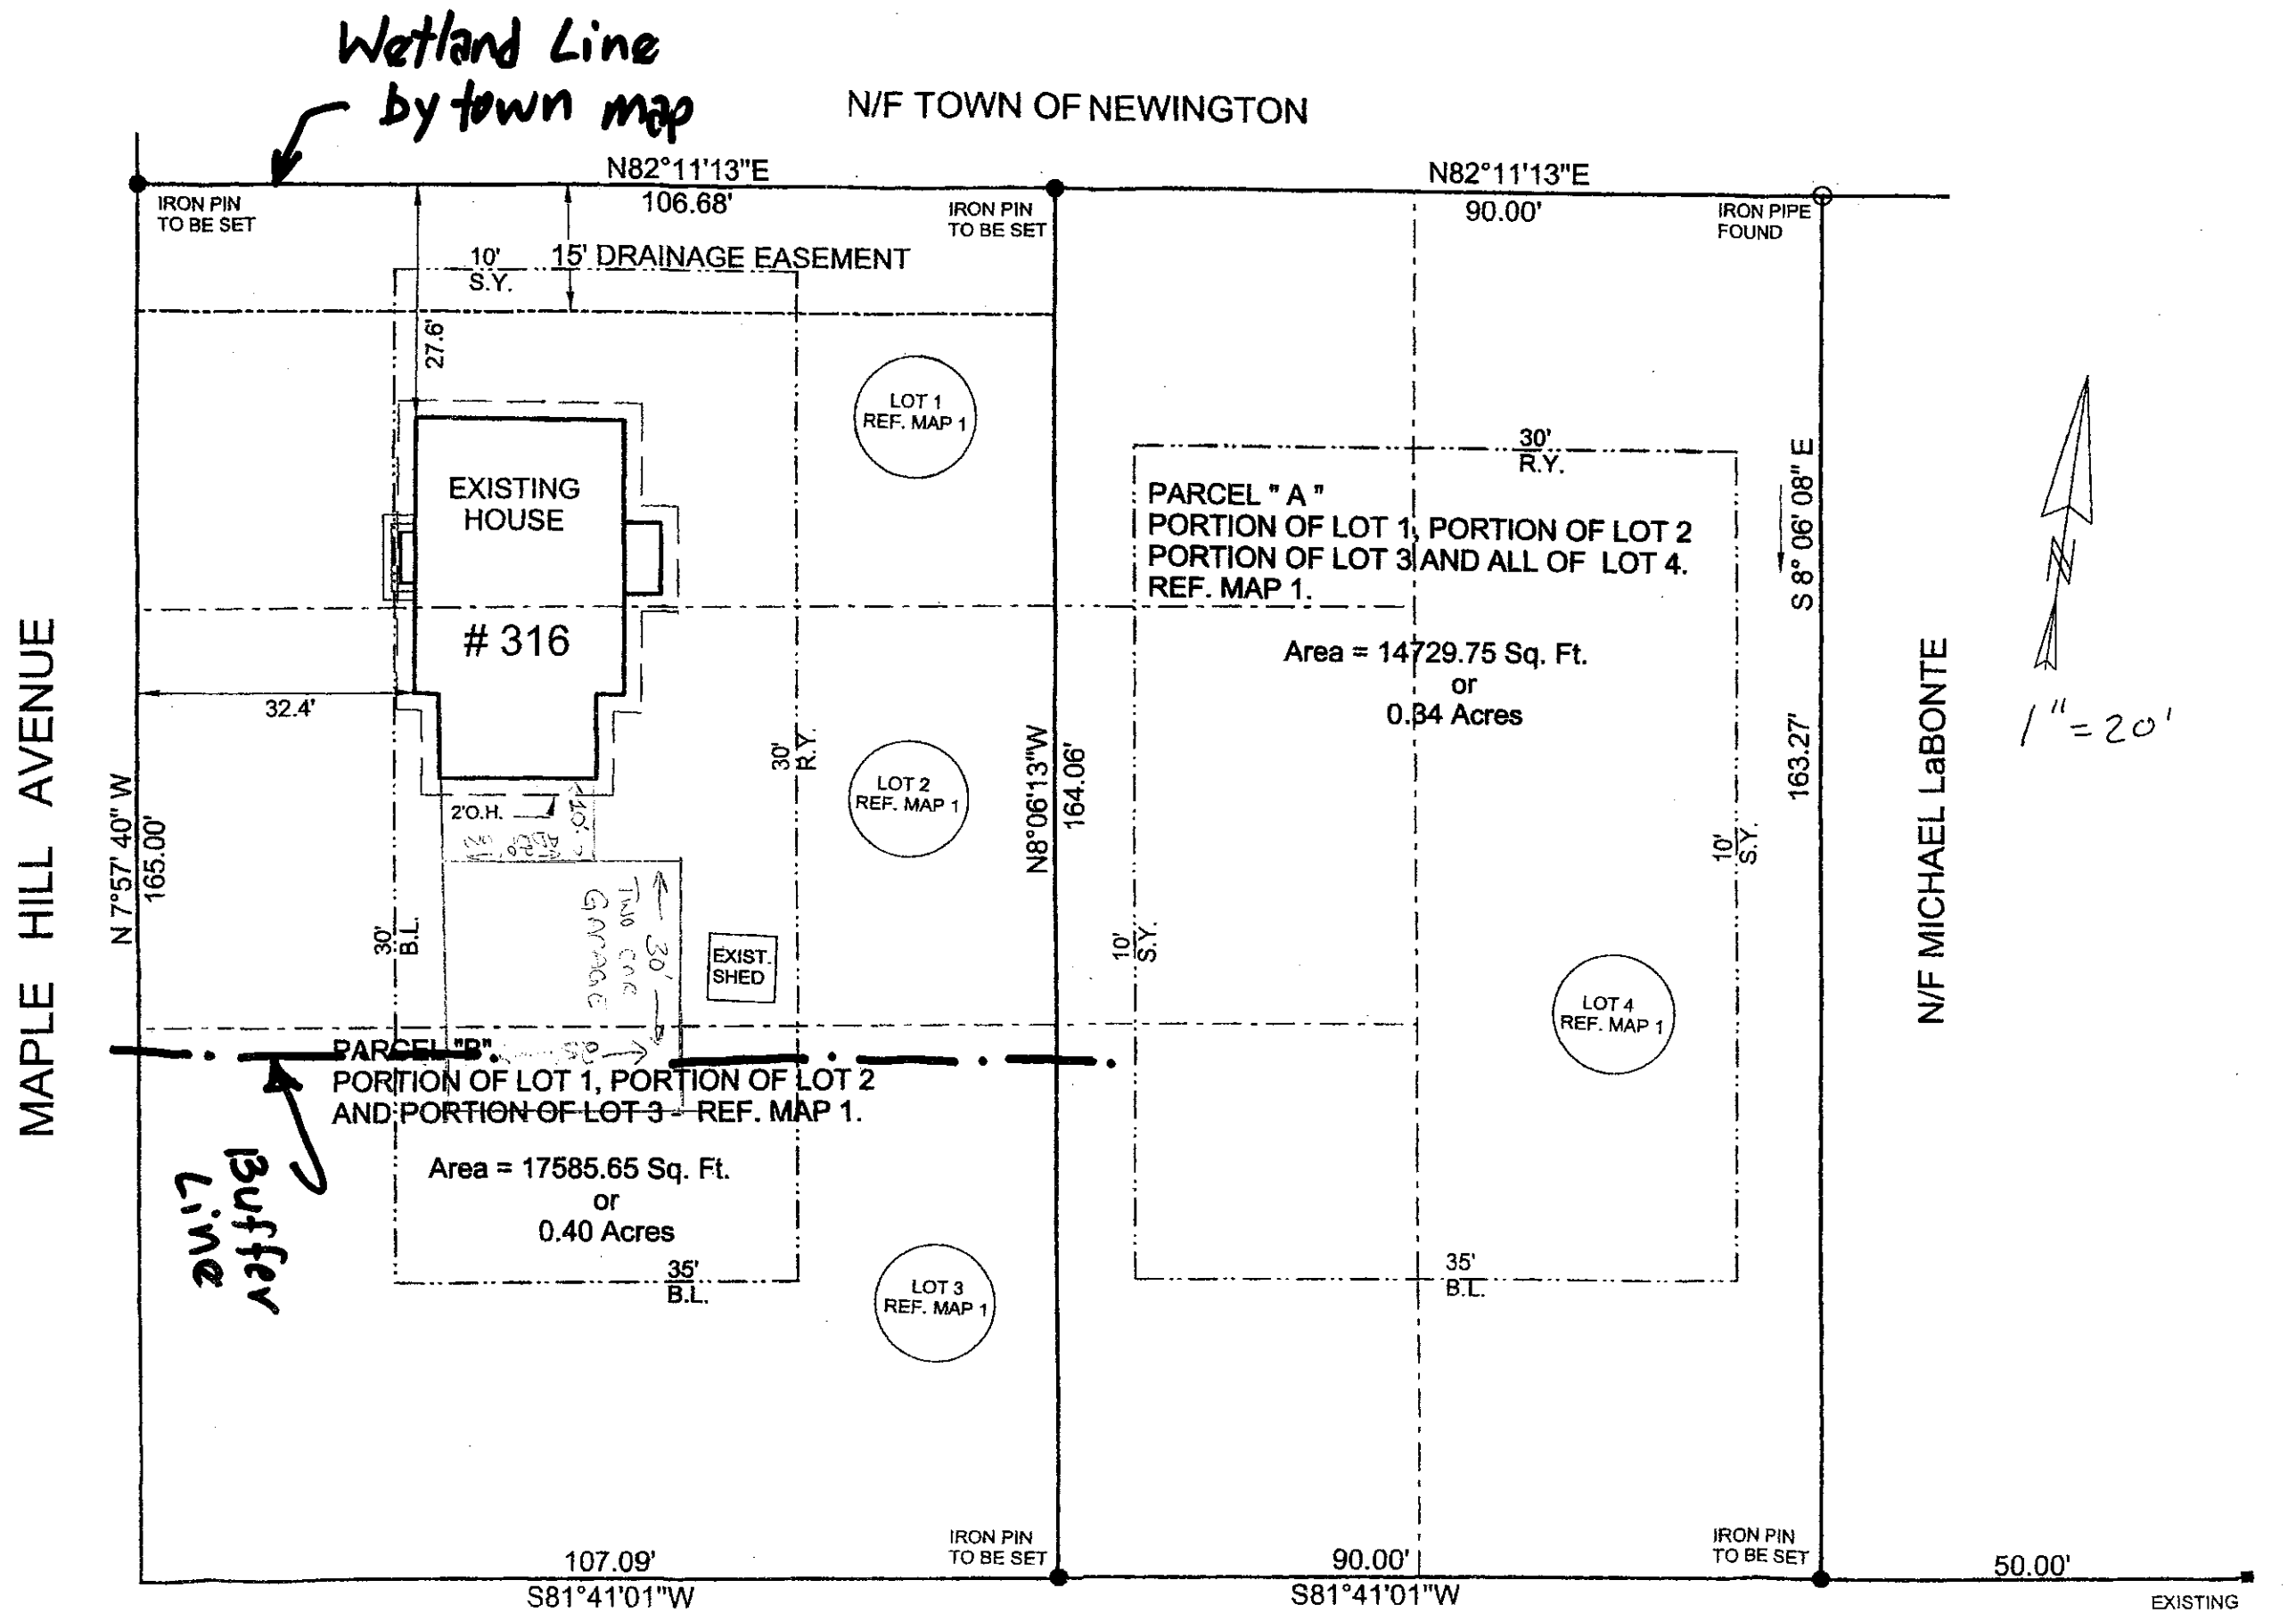 Wetland Line
by town map
N/F TOWN OF NEWINGTON
N82°11'13"E
106.68'
N82°11'13"E
90.00'
IRON PIN
TO BE SET
IRON PIN
TO BE SET
IRON PIPE
FOUND
10'
S.Y.
15' DRAINAGE EASEMENT
27.6'
LOT 1
REF. MAP 1
EXISTING
HOUSE
# 316
32.4'
30'
R.Y.
PARCEL " A "
PORTION OF LOT 1, PORTION OF LOT 2
PORTION OF LOT 3 AND ALL OF LOT 4.
REF. MAP 1.
Area = 14729.75 Sq. Ft.
or
0.34 Acres
S 8° 06' 08" E
163.27'
N/F MICHAEL LaBONTE
N
1" = 20'
MAPLE HILL AVENUE
N 7°57' 40" W
165.00'
30'
R.Y.
LOT 2
REF. MAP 1
N8°06'13"W
164.06'
2'O.H.
10'
30'
B.L.
TWO CAR
GARAGE
30'
EXIST.
SHED
10'
S.Y.
10'
S.Y.
LOT 4
REF. MAP 1
PARCEL "B"
PORTION OF LOT 1, PORTION OF LOT 2
AND PORTION OF LOT 3 - REF. MAP 1.
Area = 17585.65 Sq. Ft.
or
0.40 Acres
Buffer
Line
35'
B.L.
LOT 3
REF. MAP 1
35'
B.L.
IRON PIN
TO BE SET
IRON PIN
TO BE SET
107.09'
S81°41'01"W
90.00'
S81°41'01"W
50.00'
EXISTING